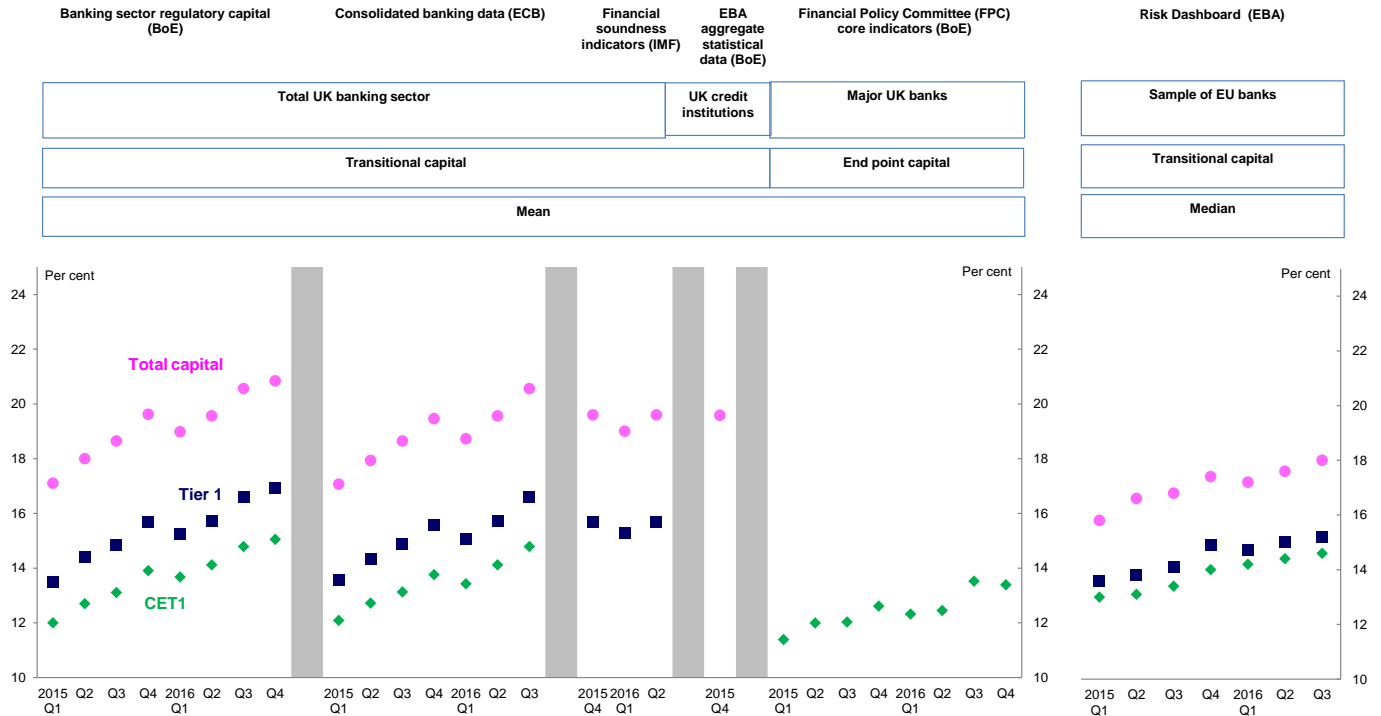 Banking sector regulatory capital
(BoE)
Consolidated banking data (ECB)
Financial
soundness
indicators (IMF)
EBA
aggregate
statistical
data (BoE)
Financial Policy Committee (FPC)
core indicators (BoE)
Risk Dashboard (EBA)
Total UK banking sector
UK credit
institutions
Major UK banks
Sample of EU banks
Transitional capital
End point capital
Transitional capital
Mean
Median
Per cent
Per cent
Per cent
24
22
20
18
16
14
12
10
Total capital
Tier 1
CET1
24
22
20
18
16
14
12
10
24
22
20
18
16
14
12
10
2015
Q1
Q2
Q3
Q4
2016
Q1
Q2
Q3
Q4
2015
Q1
Q2
Q3
Q4
2016
Q1
Q2
Q3
2015
Q4
2016
Q1
Q2
2015
Q4
2015
Q1
Q2
Q3
Q4
2016
Q1
Q2
Q3
Q4
2015
Q1
Q2
Q3
Q4
2016
Q1
Q2
Q3